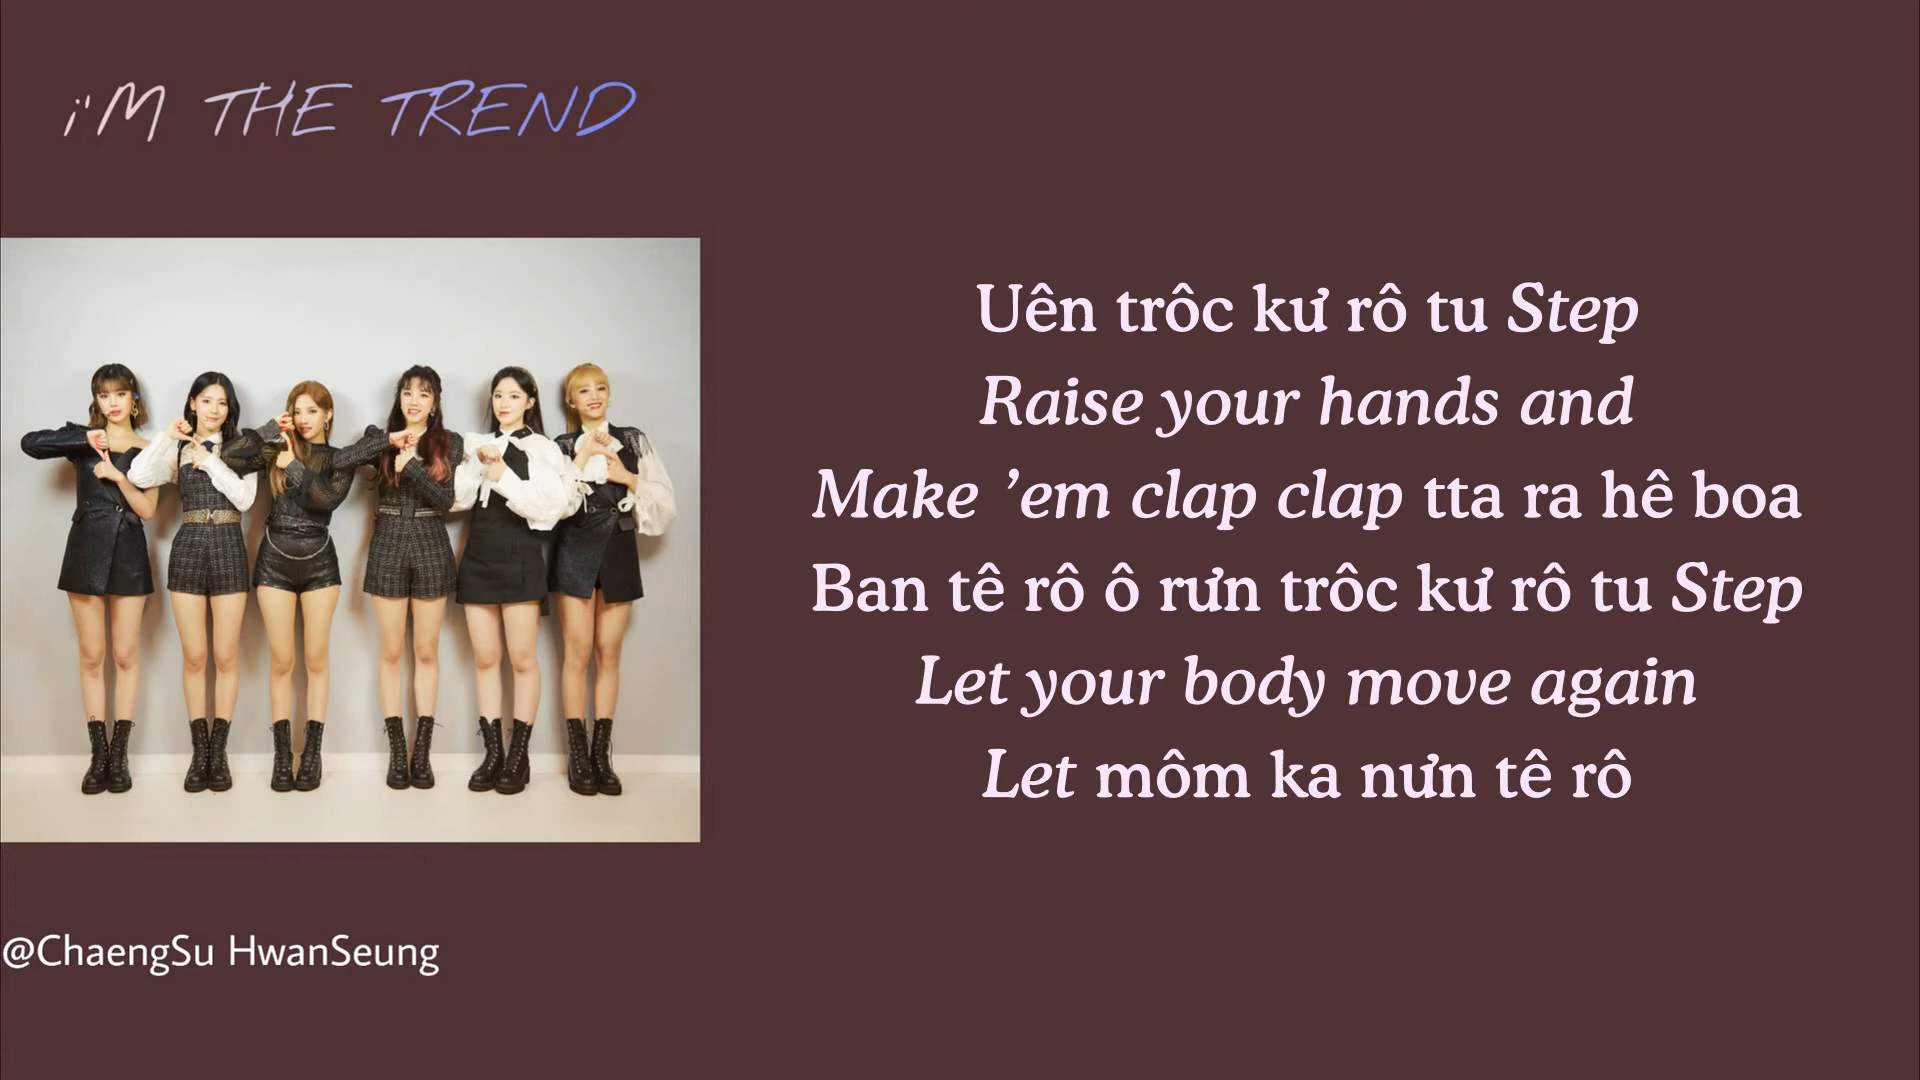 i'M THE TREND
Uên trôc kư rô tu Step
Raise your hands and
Make ’em clap clap tta ra hê boa
Ban tê rô ô rưn trôc kư rô tu Step
Let your body move again
Let môm ka nưn tê rô
@ChaengSu HwanSeung